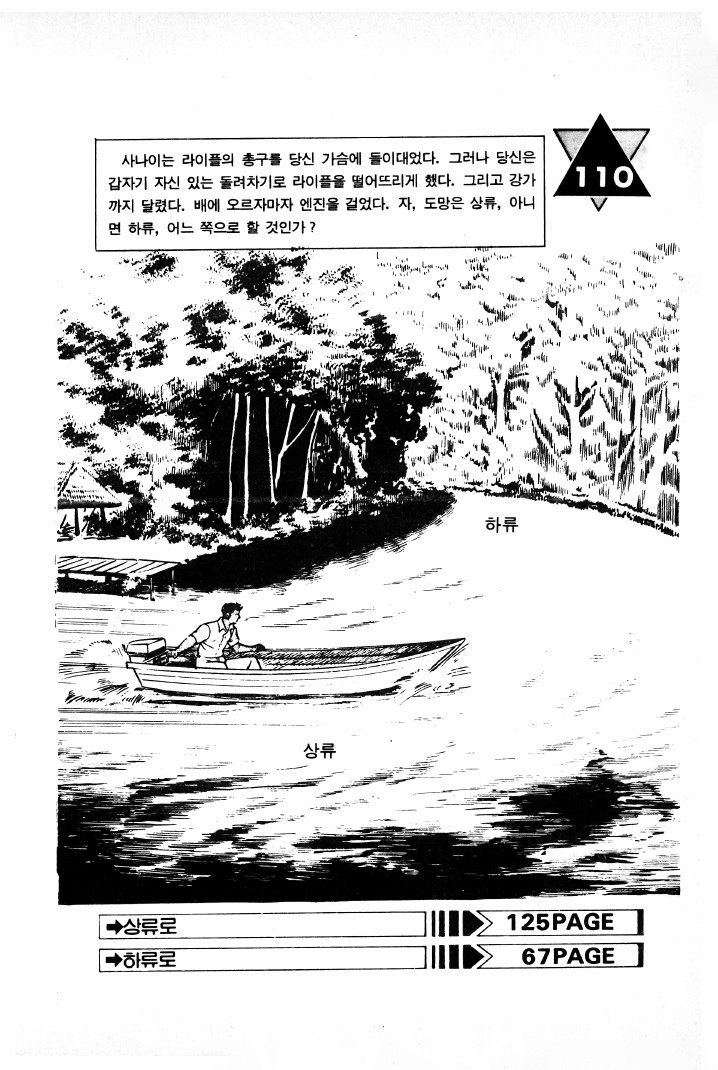 사나이는 라이플의 총구를 당신 가슴에 들이대었다. 그러나 당신은
갑자기 자신 있는 돌려차기로 라이플을 떨어뜨리게 했다. 그리고 강가
까지 달렸다. 배에 오르자마자 엔진을 걸었다. 자, 도망은 상류, 아니
면 하류, 어느 쪽으로 할 것인가?
110
하류
상류
➡상류로 125PAGE
➡하류로 67PAGE